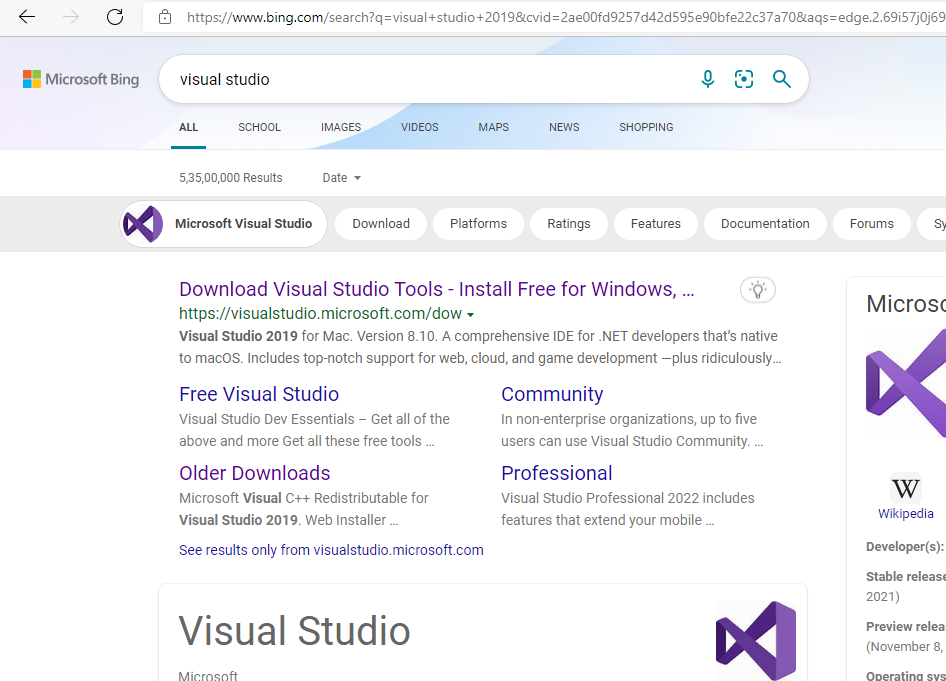 https://www.bing.com/search?q=visual+studio+2019&cvid=2ae00fd9257d42d595e90bfe22c37a70&aqs=edge.2.69i57j0j69
Microsoft Bing
visual studio
ALL SCHOOL IMAGES VIDEOS MAPS NEWS SHOPPING
5,35,00,000 Results Date
Microsoft Visual Studio Download Platforms Ratings Features Documentation Forums Sy
Download Visual Studio Tools - Install Free for Windows, ...
https://visualstudio.microsoft.com/dow
Visual Studio 2019 for Mac. Version 8.10. A comprehensive IDE for .NET developers that's native
to macOS. Includes top-notch support for web, cloud, and game development —plus ridiculously…
Free Visual Studio
Visual Studio Dev Essentials – Get all of the
above and more Get all these free tools ...
Community
In non-enterprise organizations, up to five
users can use Visual Studio Community. ...
Older Downloads
Microsoft Visual C++ Redistributable for
Visual Studio 2019. Web Installer ...
Professional
Visual Studio Professional 2022 includes
features that extend your mobile ...
See results only from visualstudio.microsoft.com
Visual Studio
Microsoft
Microso
W
Wikipedia
Developer(s):
Stable release
2021)
Preview relea
(November 8,
Operating sys